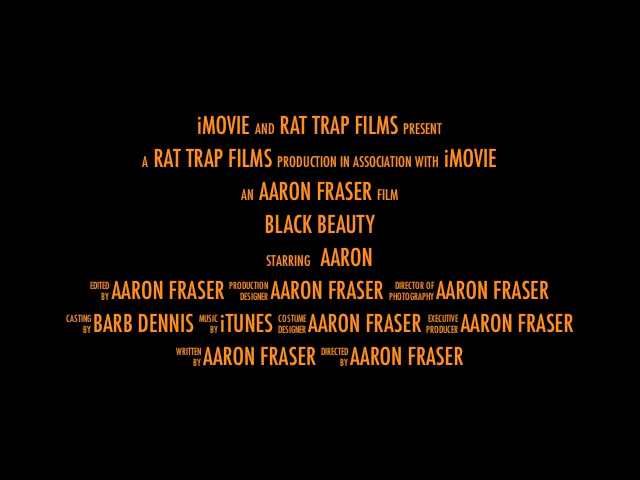 iMOVIE AND RAT TRAP FILMS PRESENT
A RAT TRAP FILMS PRODUCTION IN ASSOCIATION WITH iMOVIE
AN AARON FRASER FILM
BLACK BEAUTY
STARRING AARON
EDITED BY AARON FRASER PRODUCTION DESIGNER AARON FRASER DIRECTOR OF PHOTOGRAPHY AARON FRASER
CASTING BY BARB DENNIS MUSIC BY iTUNES COSTUME DESIGNER AARON FRASER EXECUTIVE PRODUCER AARON FRASER
WRITTEN BY AARON FRASER DIRECTED BY AARON FRASER